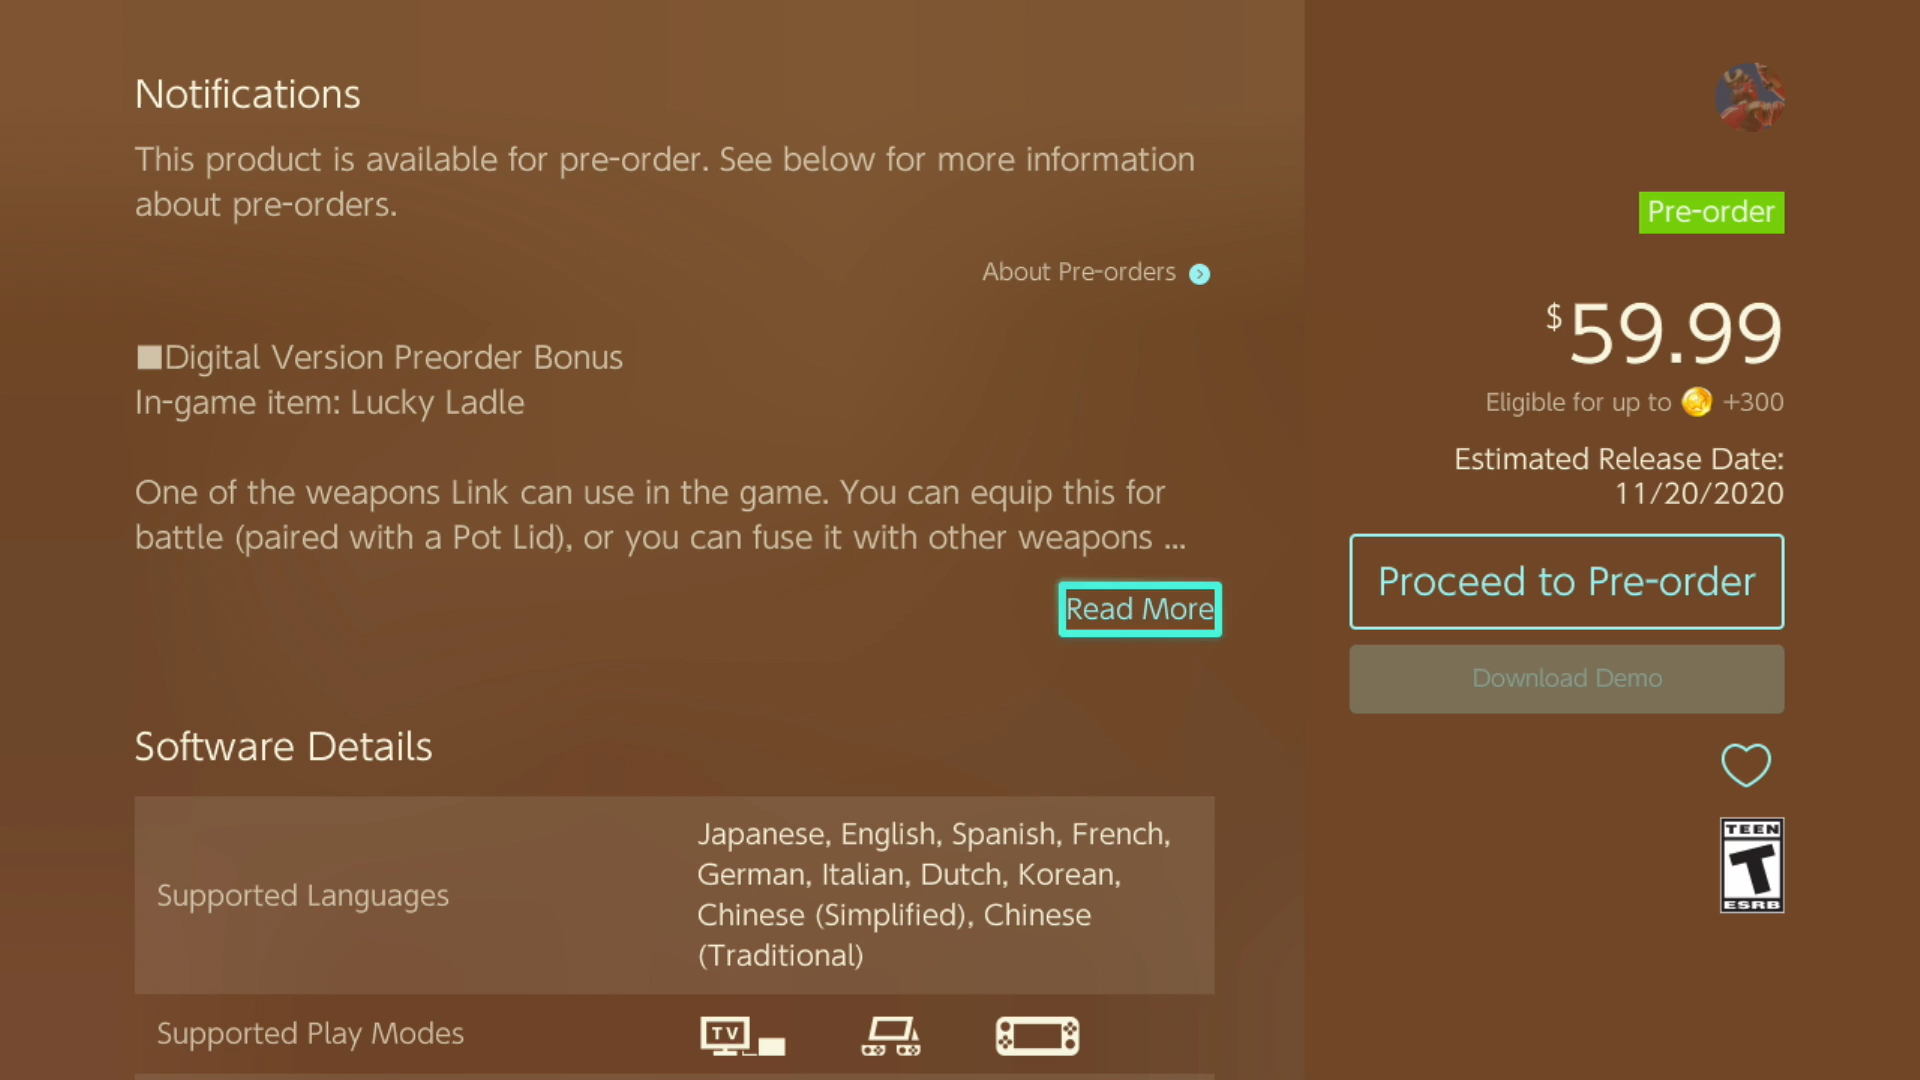 Notifications
This product is available for pre-order. See below for more information
about pre-orders.
About Pre-orders
■Digital Version Preorder Bonus
In-game item: Lucky Ladle
One of the weapons Link can use in the game. You can equip this for
battle (paired with a Pot Lid), or you can fuse it with other weapons ...
Read More
Software Details
Supported Languages
Japanese, English, Spanish, French,
German, Italian, Dutch, Korean,
Chinese (Simplified), Chinese
(Traditional)
Supported Play Modes
TV
Pre-order
$59.99
Eligible for up to +300
Estimated Release Date:
11/20/2020
Proceed to Pre-order
Download Demo
TEEN
T
ESRB